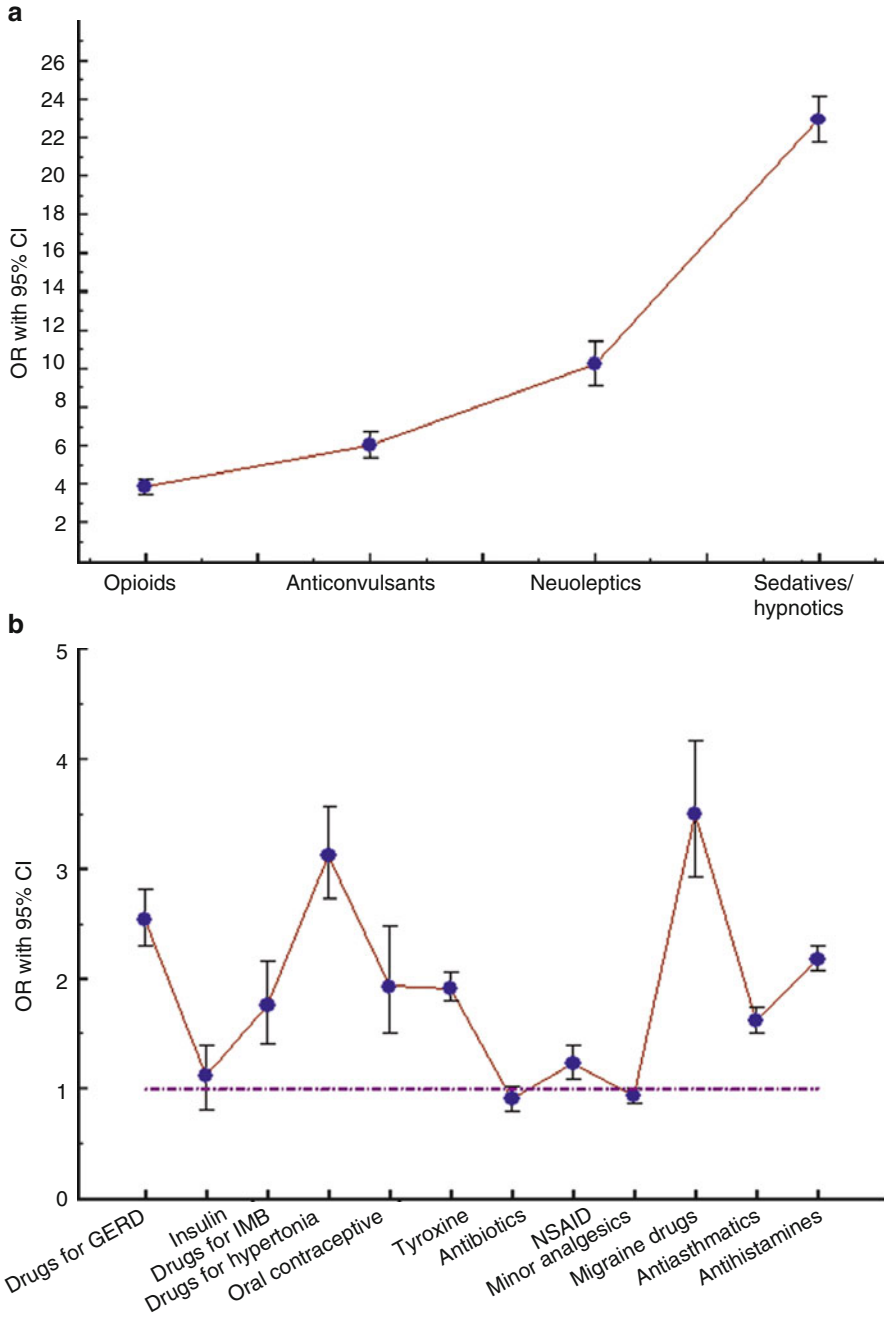 a
OR with 95% CI
26
24
22
20
18
16
14
12
10
8
6
4
2
Opioids
Anticonvulsants
Neuoleptics
Sedatives/
hypnotics
b
OR with 95% CI
5
4
3
2
1
0
Drugs for GERD
Insulin
Drugs for IMB
Drugs for hypertonia
Oral contraceptive
Tyroxine
Antibiotics
NSAID
Minor analgesics
Migraine drugs
Antiasthmatics
Antihistamines